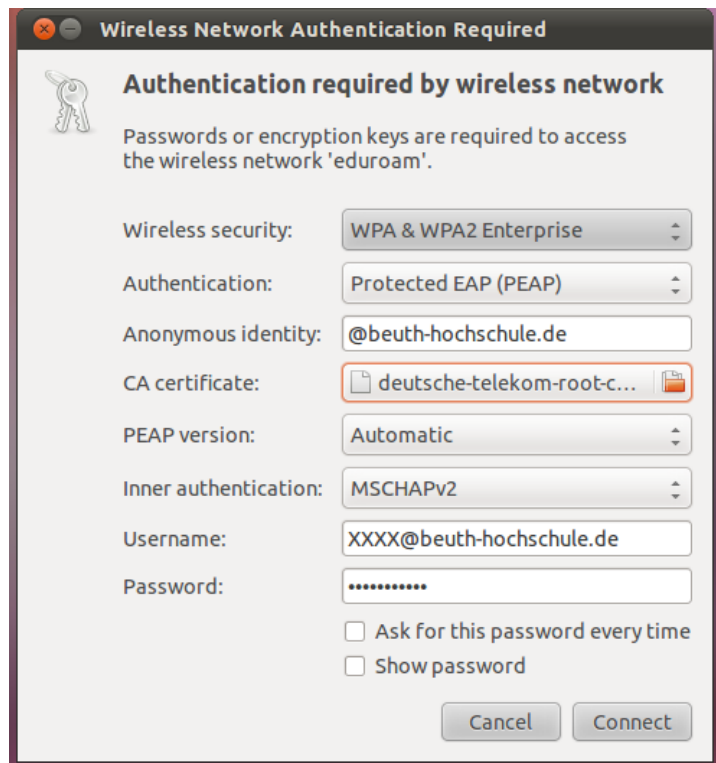 Wireless Network Authentication Required
Authentication required by wireless network
Passwords or encryption keys are required to access
the wireless network 'eduroam'.
Wireless security: WPA & WPA2 Enterprise
Authentication: Protected EAP (PEAP)
Anonymous identity: @beuth-hochschule.de
CA certificate: deutsche-telekom-root-c...
PEAP version: Automatic
Inner authentication: MSCHAPv2
Username: XXXX@beuth-hochschule.de
Password: •••••••••••
Ask for this password every time
Show password
Cancel Connect